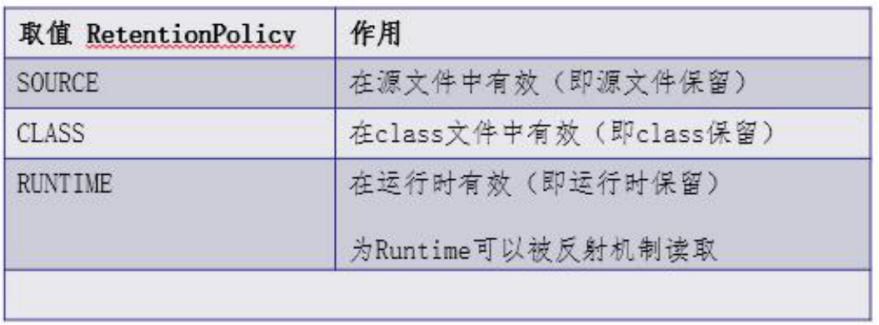 取值 RetentionPolicy 作用
SOURCE 在源文件中有效（即源文件保留）
CLASS 在class文件中有效（即class保留）
RUNTIME 在运行时有效（即运行时保留）
为Runtime可以被反射机制读取